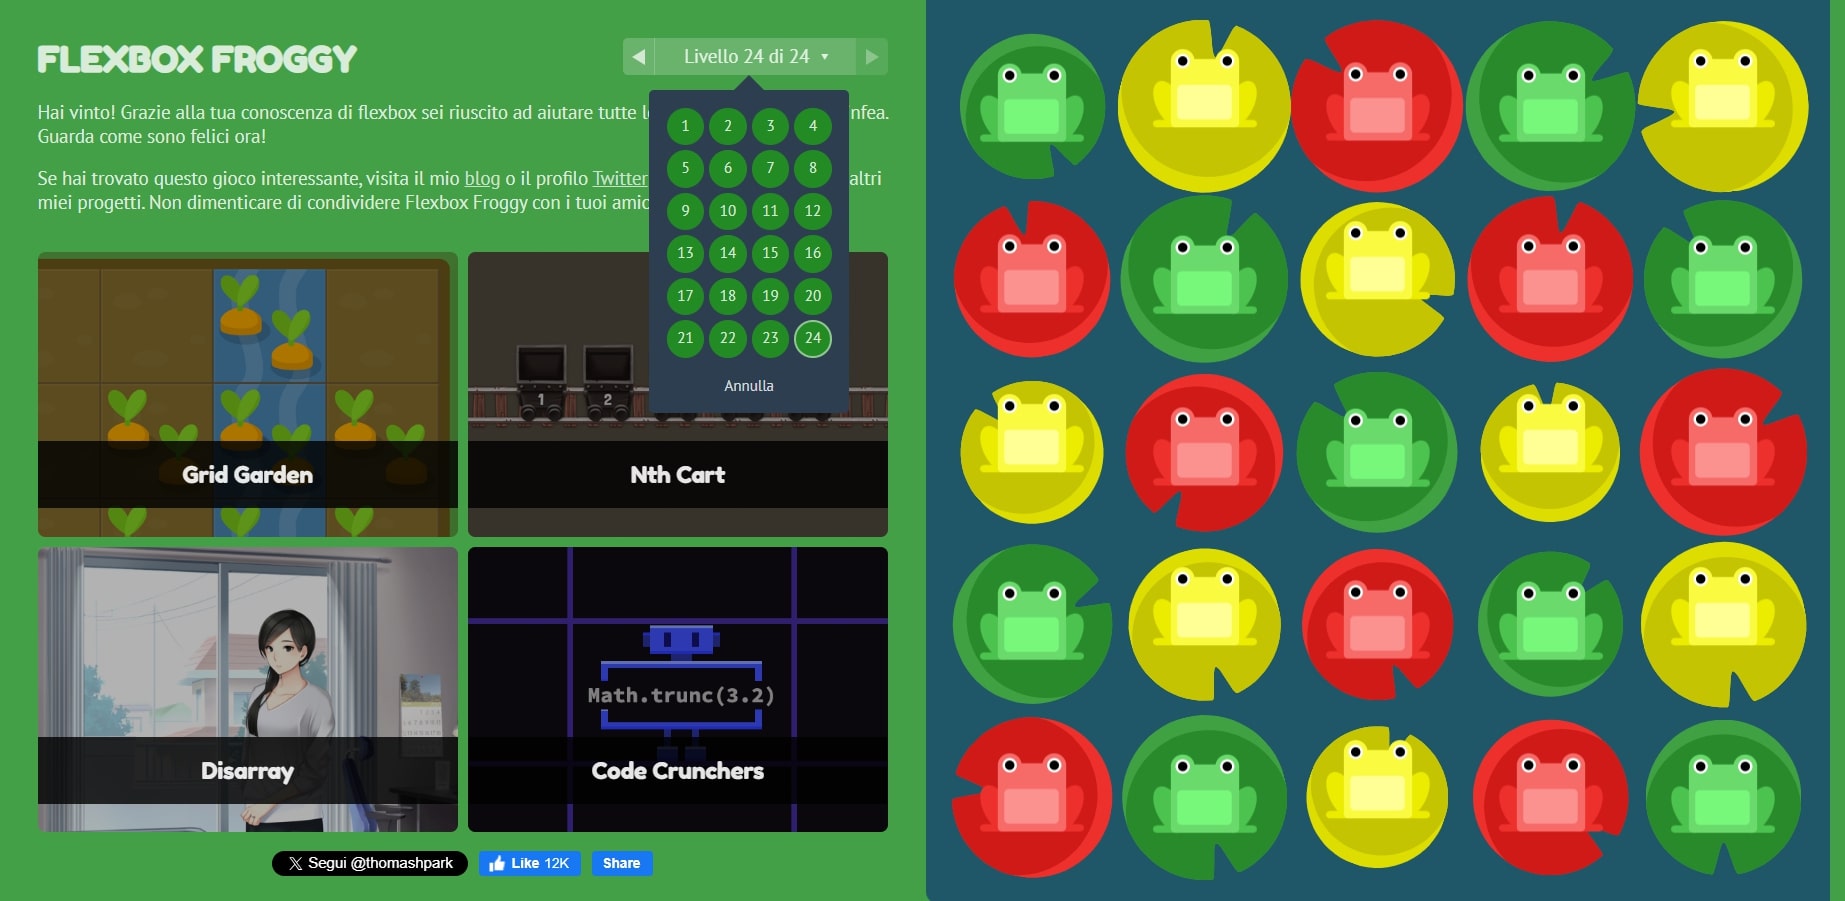 FLEXBOX FROGGY
Livello 24 di 24
Hai vinto! Grazie alla tua conoscenza di flexbox sei riuscito ad aiutare tutte
nfea.
Guarda come sono felici ora!
Se hai trovato questo gioco interessante, visita il mio blog o il profilo Twitter
altri
miei progetti. Non dimenticare di condividere Flexbox Froggy con i tuoi amic
1 2 3 4
5 6 7 8
9 10 11 12
13 14 15 16
17 18 19 20
21 22 23 24
Annulla
1 2
Grid Garden
Nth Cart
Math.trunc(3.2)
Disarray
Code Crunchers
Segui @thomashpark
Like 12K
Share